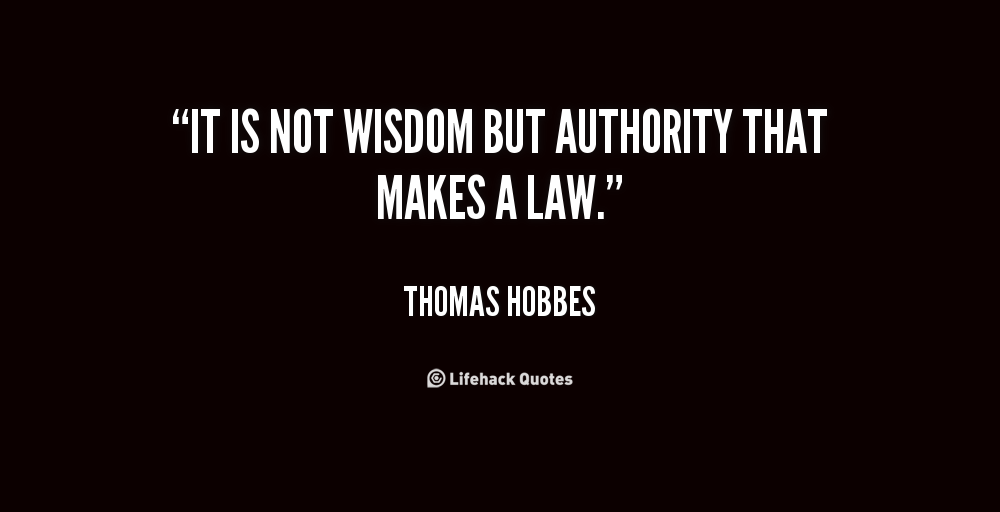 “IT IS NOT WISDOM BUT AUTHORITY THAT
MAKES A LAW.”
THOMAS HOBBES
Lifehack Quotes